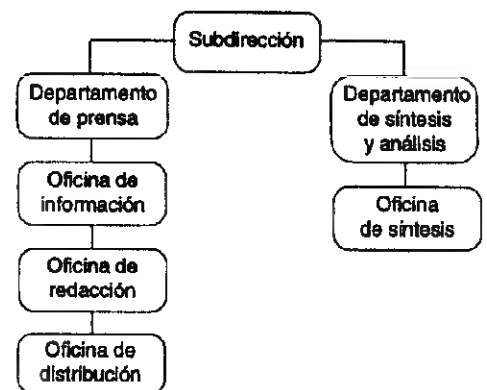 Subdirección
Departamento
de prensa
Departamento
de síntesis
y análisis
Oficina de
información
Oficina
de síntesis
Oficina de
redacción
Oficina de
distribución